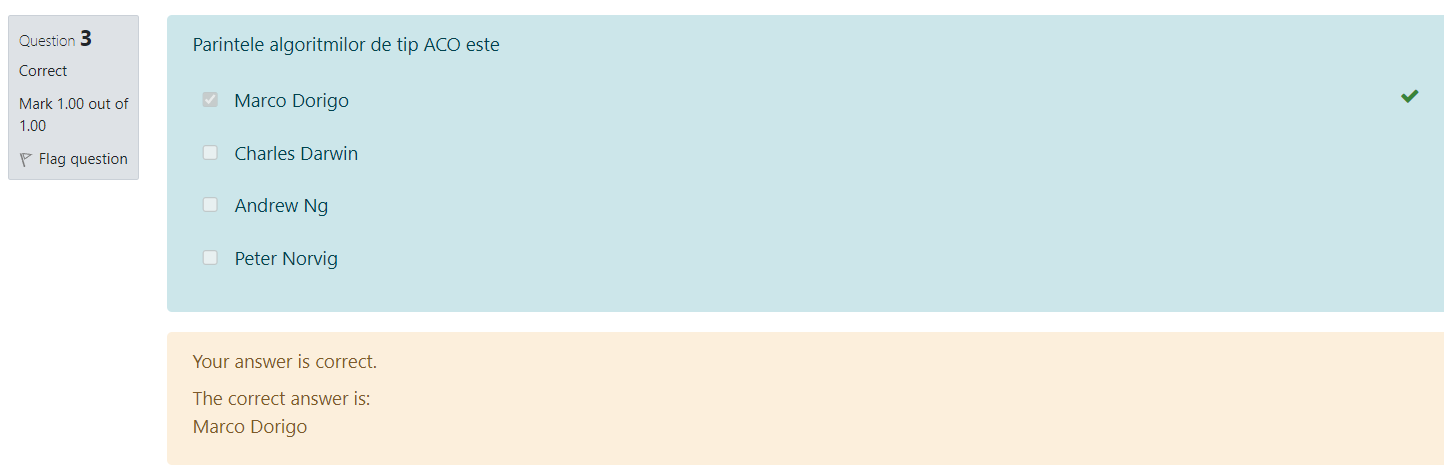 Question 3
Correct
Mark 1.00 out of
1.00
Flag question
Parintele algoritmilor de tip ACO este
Marco Dorigo
Charles Darwin
Andrew Ng
Peter Norvig
Your answer is correct.
The correct answer is:
Marco Dorigo